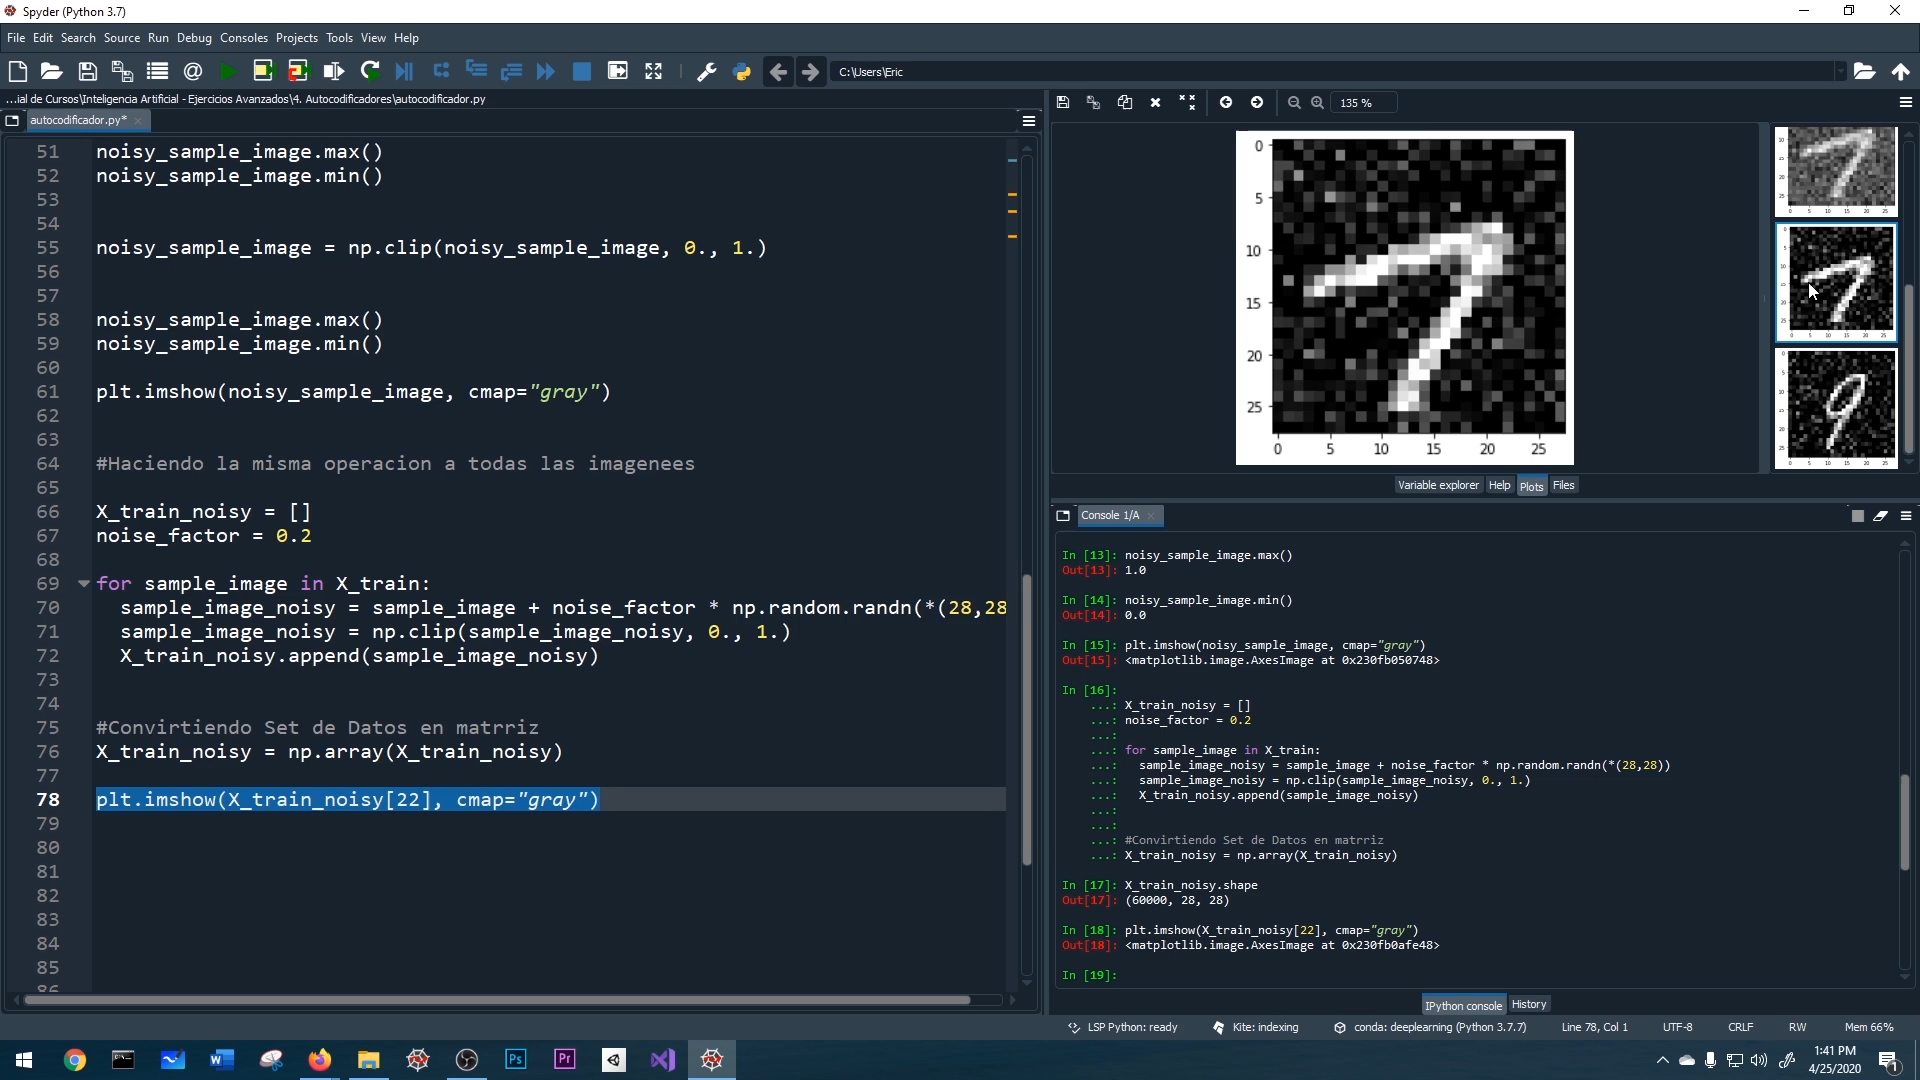 Spyder (Python 3.7)
File Edit Search Source Run Debug Consoles Projects Tools View Help
C:\Users\Eric
...ial de Cursos\Inteligencia Artificial - Ejercicios Avanzados\4. Autocodificadores\autocodificador.py
autocodificador.py*
51 noisy_sample_image.max()
52 noisy_sample_image.min()
53
54
55 noisy_sample_image = np.clip(noisy_sample_image, 0., 1.)
56
57
58 noisy_sample_image.max()
59 noisy_sample_image.min()
60
61 plt.imshow(noisy_sample_image, cmap="gray")
62
63
64 #Haciendo la misma operacion a todas las imagenees
65
66 X_train_noisy = []
67 noise_factor = 0.2
68
69 for sample_image in X_train:
70 sample_image_noisy = sample_image + noise_factor * np.random.randn(*(28,28
71 sample_image_noisy = np.clip(sample_image_noisy, 0., 1.)
72 X_train_noisy.append(sample_image_noisy)
73
74
75 #Convirtiendo Set de Datos en matrriz
76 X_train_noisy = np.array(X_train_noisy)
77
78 plt.imshow(X_train_noisy[22], cmap="gray")
79
80
81
82
83
84
85
86
135 %
0
5
10
15
20
25
0 5 10 15 20 25
Variable explorer Help Plots Files
Console 1/A
In [13]: noisy_sample_image.max()
Out[13]: 1.0
In [14]: noisy_sample_image.min()
Out[14]: 0.0
In [15]: plt.imshow(noisy_sample_image, cmap="gray")
Out[15]: <matplotlib.image.AxesImage at 0x230fb050748>
In [16]:
...: X_train_noisy = []
...: noise_factor = 0.2
...:
...: for sample_image in X_train:
...: sample_image_noisy = sample_image + noise_factor * np.random.randn(*(28,28))
...: sample_image_noisy = np.clip(sample_image_noisy, 0., 1.)
...: X_train_noisy.append(sample_image_noisy)
...:
...:
...: #Convirtiendo Set de Datos en matrriz
...: X_train_noisy = np.array(X_train_noisy)
In [17]: X_train_noisy.shape
Out[17]: (60000, 28, 28)
In [18]: plt.imshow(X_train_noisy[22], cmap="gray")
Out[18]: <matplotlib.image.AxesImage at 0x230fb0afe48>
In [19]:
IPython console History
LSP Python: ready Kite: indexing conda: deeplearning (Python 3.7.7) Line 78, Col 1 UTF-8 CRLF RW Mem 66%
Ps Pr
1:41 PM
4/25/2020
1